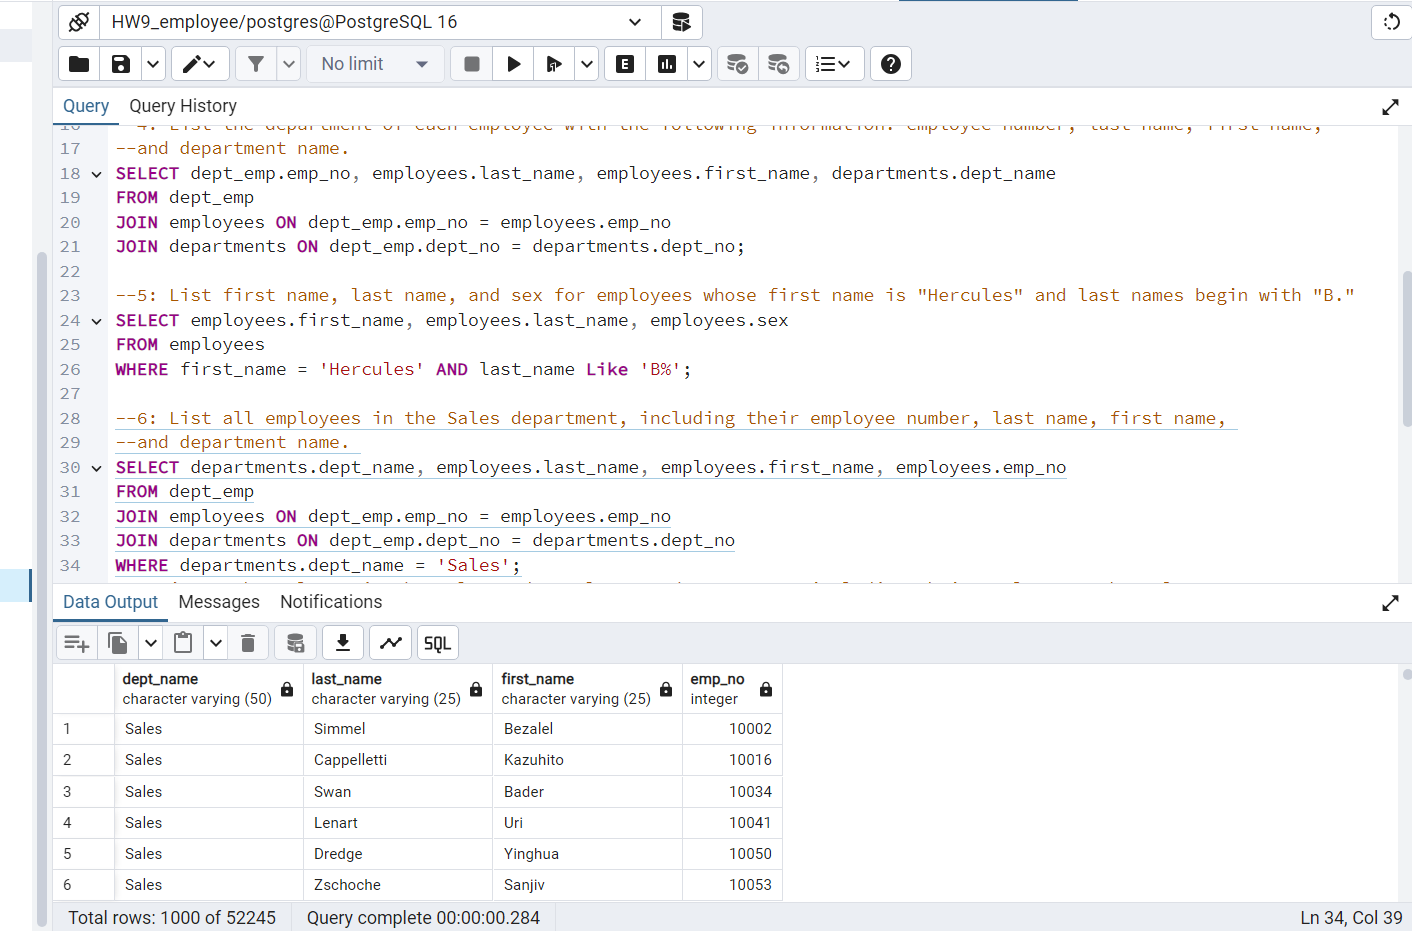 HW9_employee/postgres@PostgreSQL 16
No limit
E
SQL
Query Query History
16 --4: List the department of each employee with the following information: employee number, last name, first name,
17 --and department name.
18 SELECT dept_emp.emp_no, employees.last_name, employees.first_name, departments.dept_name
19 FROM dept_emp
20 JOIN employees ON dept_emp.emp_no = employees.emp_no
21 JOIN departments ON dept_emp.dept_no = departments.dept_no;
22
23 --5: List first name, last name, and sex for employees whose first name is "Hercules" and last names begin with "B."
24 SELECT employees.first_name, employees.last_name, employees.sex
25 FROM employees
26 WHERE first_name = 'Hercules' AND last_name Like 'B%';
27
28 --6: List all employees in the Sales department, including their employee number, last name, first name,
29 --and department name.
30 SELECT departments.dept_name, employees.last_name, employees.first_name, employees.emp_no
31 FROM dept_emp
32 JOIN employees ON dept_emp.emp_no = employees.emp_no
33 JOIN departments ON dept_emp.dept_no = departments.dept_no
34 WHERE departments.dept_name = 'Sales';
Data Output Messages Notifications
dept_name last_name first_name emp_no
character varying (50) character varying (25) character varying (25) integer
1 Sales Simmel Bezalel 10002
2 Sales Cappelletti Kazuhito 10016
3 Sales Swan Bader 10034
4 Sales Lenart Uri 10041
5 Sales Dredge Yinghua 10050
6 Sales Zschoche Sanjiv 10053
Total rows: 1000 of 52245 Query complete 00:00:00.284 Ln 34, Col 39